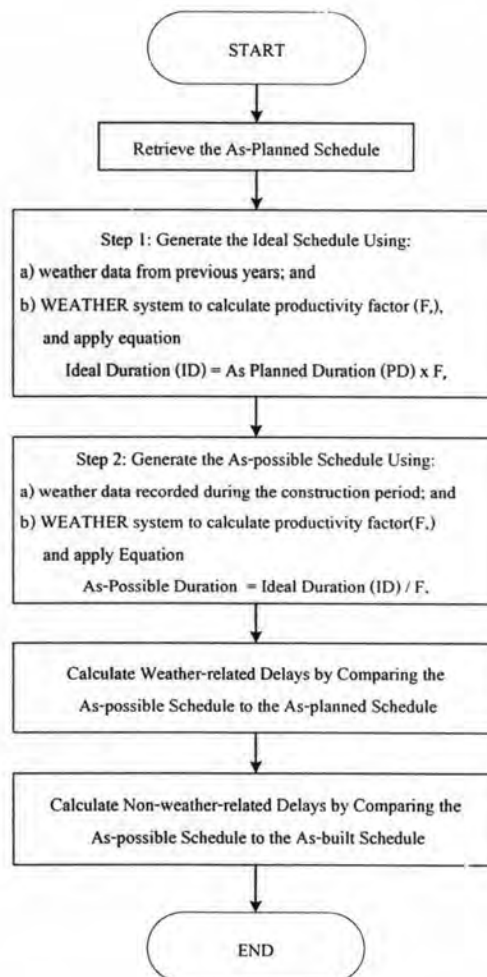 START
Retrieve the As-Planned Schedule
Step 1: Generate the Ideal Schedule Using:
a) weather data from previous years; and
b) WEATHER system to calculate productivity factor (F,),
and apply equation
Ideal Duration (ID) = As Planned Duration (PD) x F,
Step 2: Generate the As-possible Schedule Using:
a) weather data recorded during the construction period; and
b) WEATHER system to calculate productivity factor(F,)
and apply Equation
As-Possible Duration = Ideal Duration (ID) / F,
Calculate Weather-related Delays by Comparing the
As-possible Schedule to the As-planned Schedule
Calculate Non-weather-related Delays by Comparing the
As-possible Schedule to the As-built Schedule
END